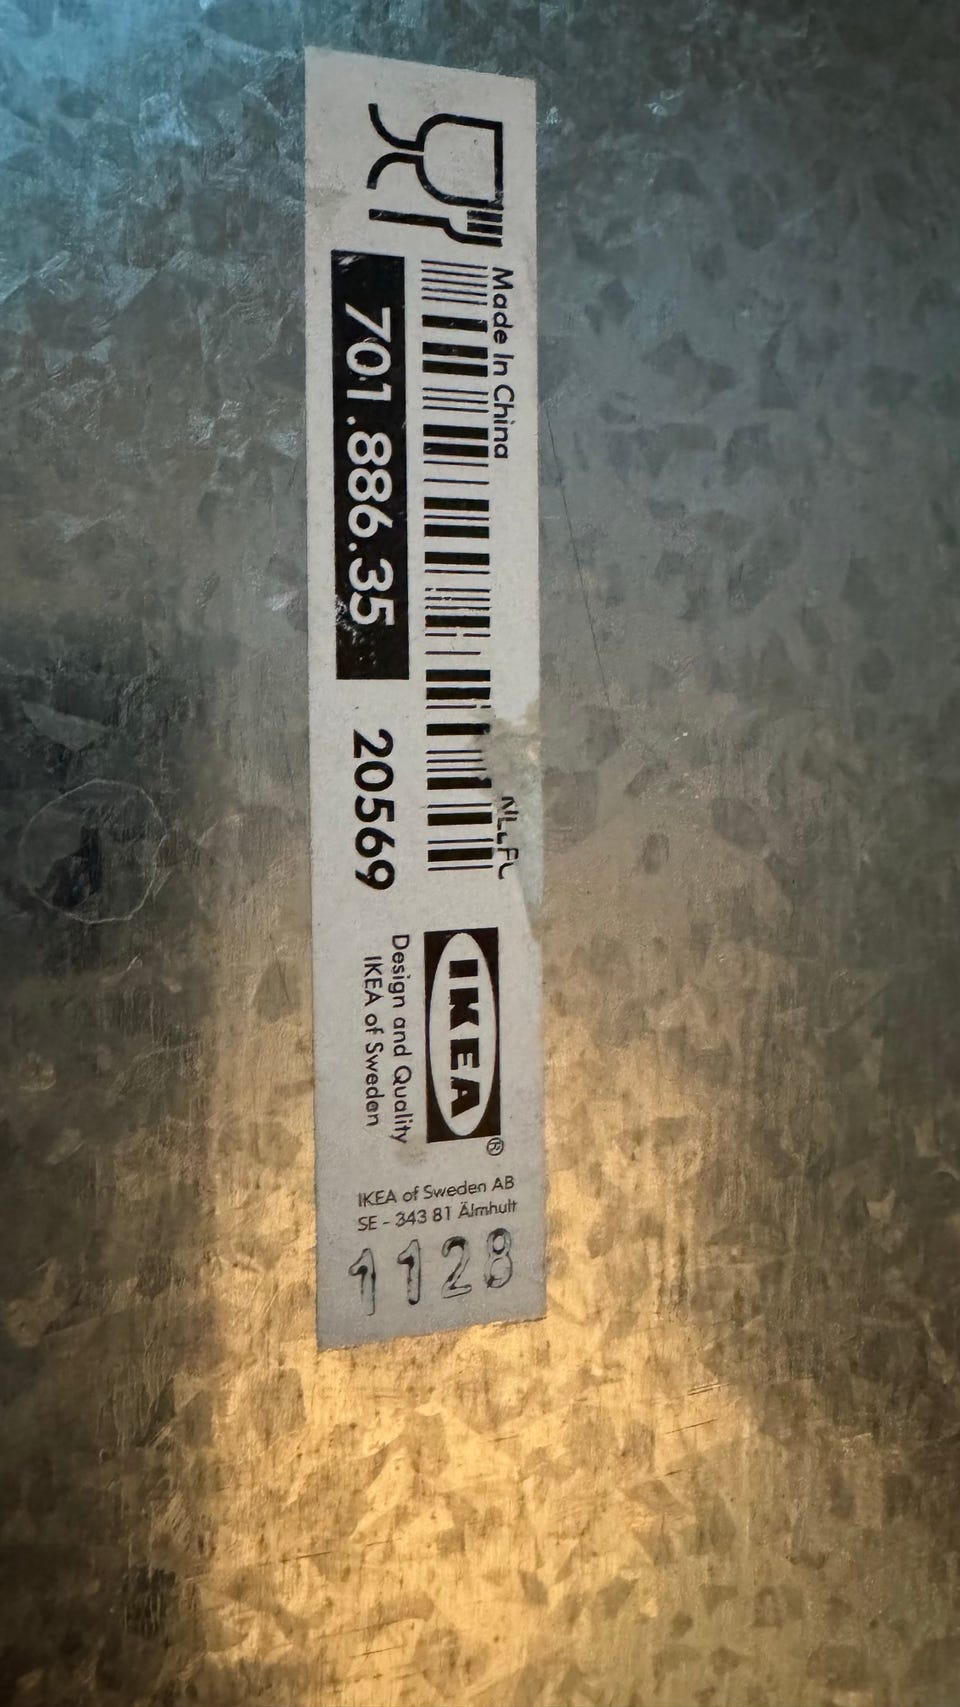 Made In China
701.886.35
20569
IKEA®
Design and Quality
IKEA of Sweden
IKEA of Sweden AB
SE - 343 81 Älmhult
1128